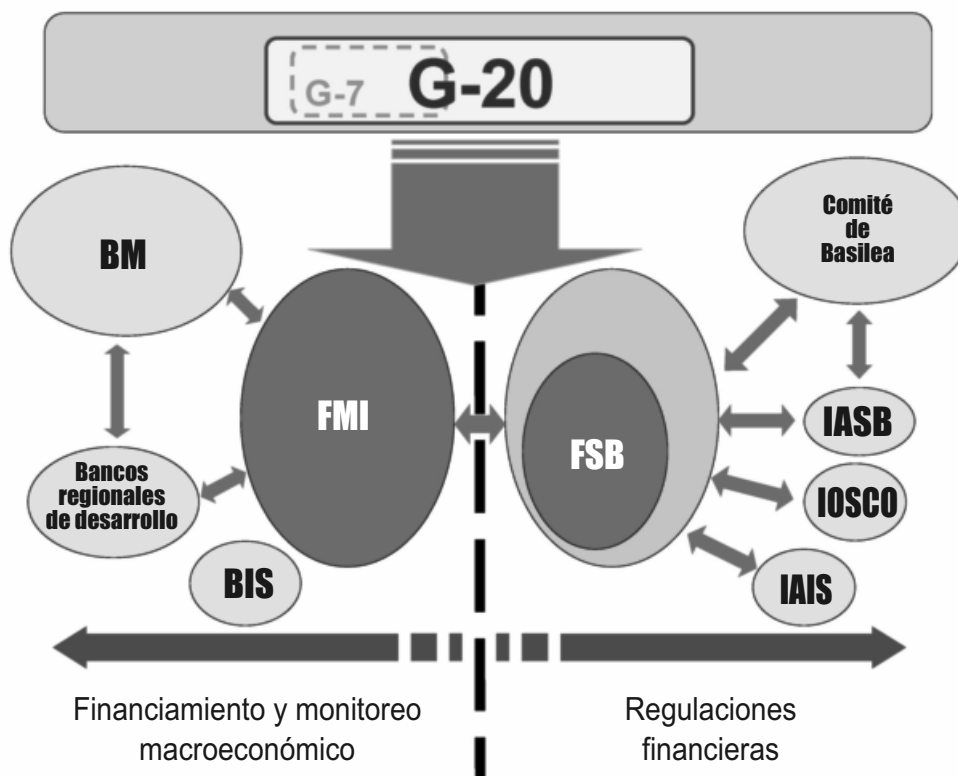 G-7
G-20
BM
Comité
de
Basilea
FMI
FSB
IASB
Bancos
regionales
de desarrollo
IOSCO
BIS
IAIS
Financiamiento y monitoreo
macroeconómico
Regulaciones
financieras